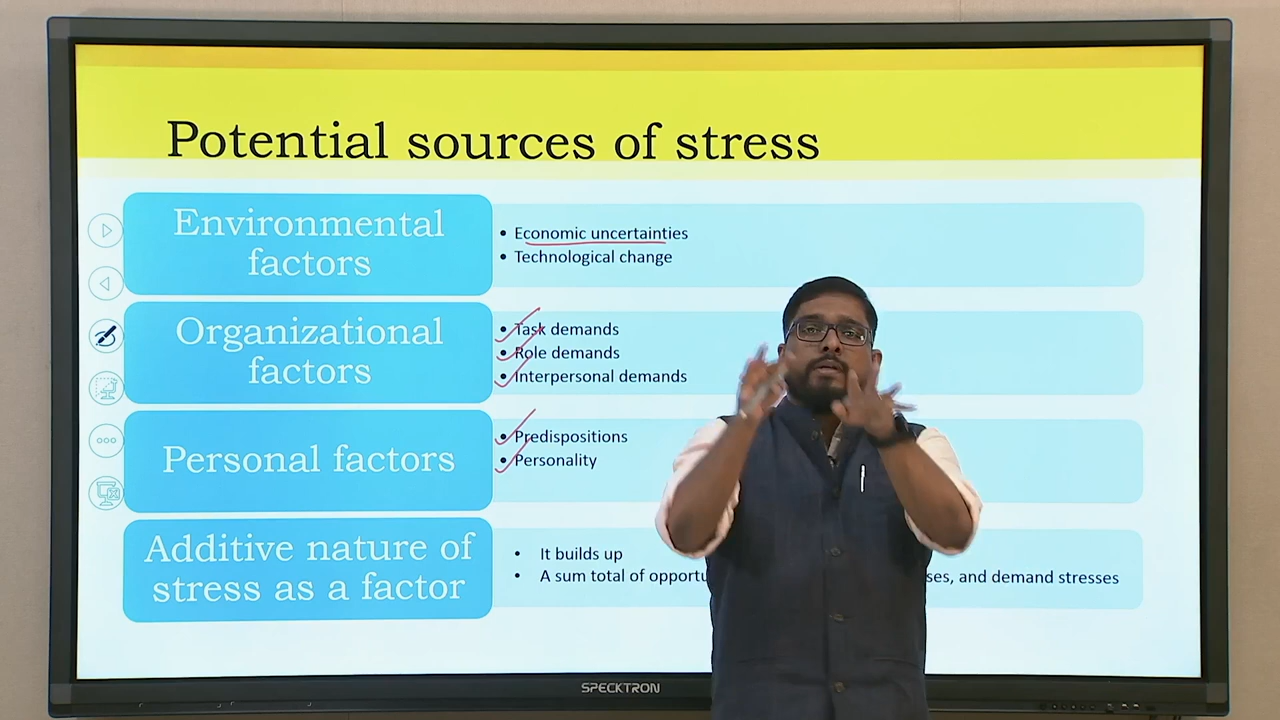 Potential sources of stress
Environmental
factors
• Economic uncertainties
• Technological change
Organizational
factors
• Task demands
• Role demands
• Interpersonal demands
Personal factors
• Predispositions
• Personality
Additive nature of
stress as a factor
• It builds up
• A sum total of and demand stresses
SPECKTRON